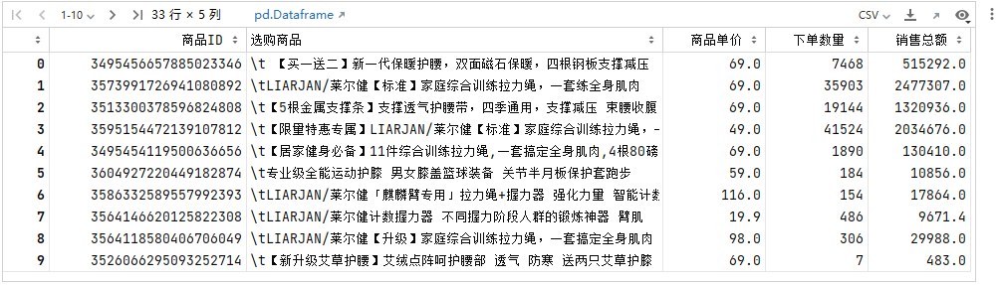 1-10 33 行 × 5 列 pd.Dataframe CSV
商品ID 选购商品 商品单价 下单数量 销售总额
0 3495456657885023346 \t 【买一送二】新一代保暖护腰，双面磁石保暖，四根钢板支撑减压 69.0 7468 515292.0
1 3573991726941080892 \tLIARJAN/莱尔健【标准】家庭综合训练拉力绳，一套练全身肌肉 69.0 35903 2477307.0
2 3513300378596824808 \t【5根金属支撑条】支撑透气护腰带，四季通用，支撑减压 束腰收腹 69.0 19144 1320936.0
3 3595154472139107812 \t【限量特惠专属】LIARJAN/莱尔健【标准】家庭综合训练拉力绳，一 49.0 41524 2034676.0
4 3495454119500636656 \t【居家健身必备】11件综合训练拉力绳,一套搞定全身肌肉,4根80磅 69.0 1890 130410.0
5 3604927220449182874 \t专业级全能运动护膝 男女膝盖篮球装备 关节半月板保护套跑步 59.0 184 10856.0
6 3586332589557992393 \tLIARJAN/莱尔健「麒麟臂专用」拉力绳+握力器 强化力量 智能计数 116.0 154 17864.0
7 3564146620125822308 \tLIARJAN/莱尔健计数握力器 不同握力阶段人群的锻炼神器 臂肌 19.9 486 9671.4
8 3564118580406706049 \tLIARJAN/莱尔健【升级】家庭综合训练拉力绳，一套搞定全身肌肉 98.0 306 29988.0
9 3526066295093252714 \t【新升级艾草护腰】艾绒点阵呵护腰部 透气 防寒 送两只艾草护膝 69.0 7 483.0